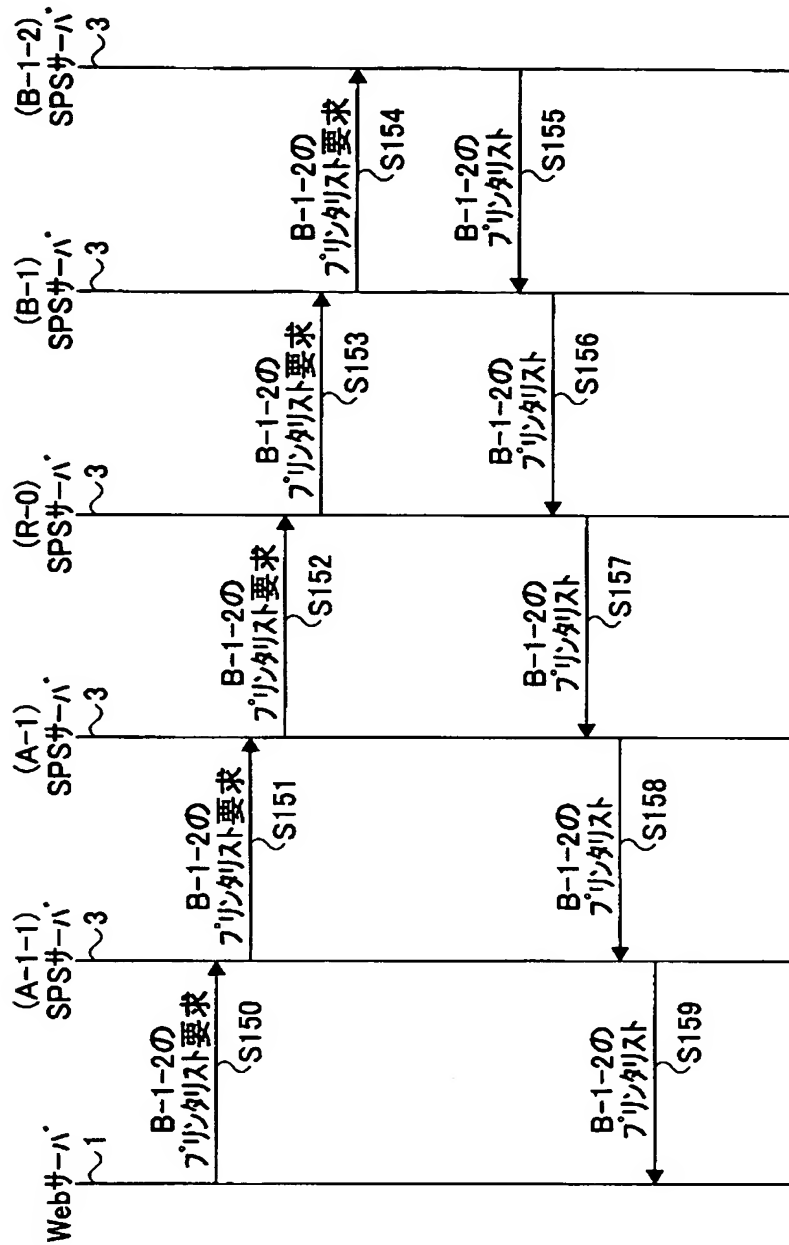 Webサーバ
1
(A-1-1)
SPSサーバ
3
(A-1)
SPSサーバ
3
(R-0)
SPSサーバ
3
(B-1)
SPSサーバ
3
(B-1-2)
SPSサーバ
3
B-1-2の
プリンタリスト要求
S150
B-1-2の
プリンタリスト要求
S151
B-1-2の
プリンタリスト要求
S152
B-1-2の
プリンタリスト要求
S153
B-1-2の
プリンタリスト要求
S154
B-1-2の
プリンタリスト
S155
B-1-2の
プリンタリスト
S156
B-1-2の
プリンタリスト
S157
B-1-2の
プリンタリスト
S158
B-1-2の
プリンタリスト
S159